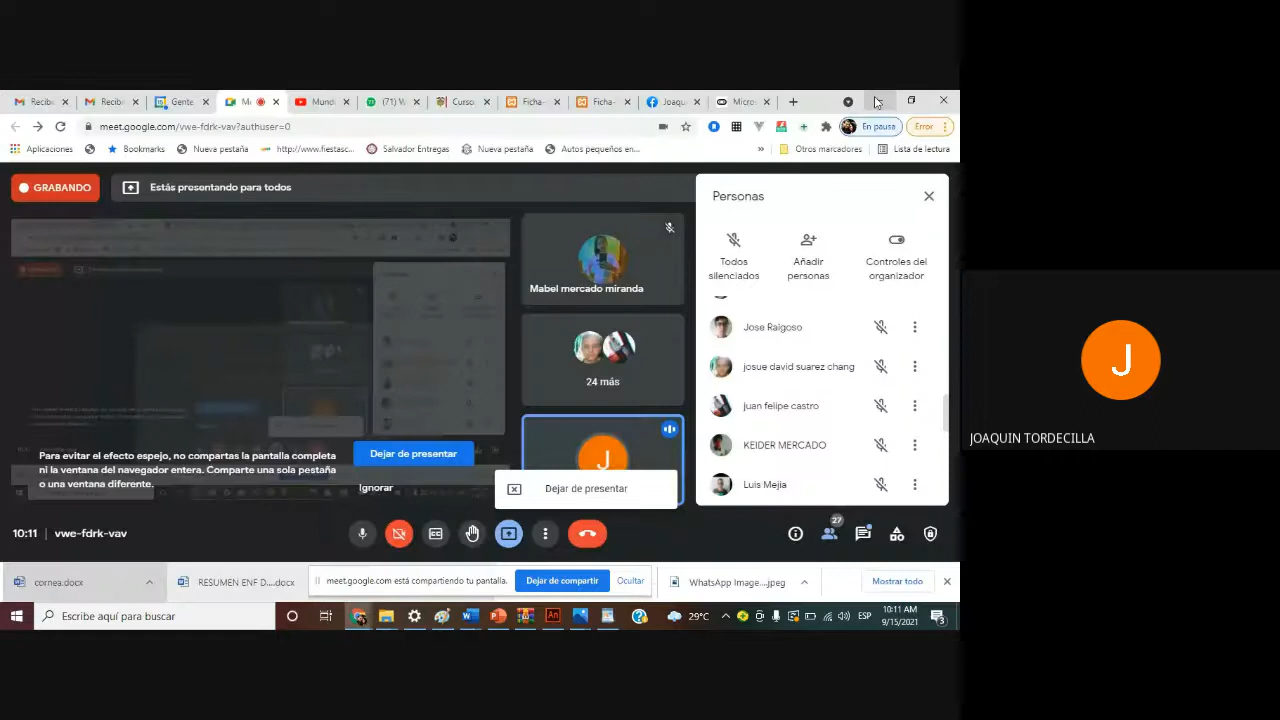 Recibi
Recib
Gente
M
Mund
(71) V
Curso
Ficha-
Ficha-
Joaqu
Micro
meet.google.com/vwe-fdrk-vav?authuser=0
En pausa
Error
Aplicaciones
Bookmarks
Nueva pestaña
http://www.fiestasc...
Salvador Entregas
Nueva pestaña
Autos pequeños en...
»
Otros marcadores
Lista de lectura
GRABANDO
Estás presentando para todos
Personas
Todos silenciados
Añadir personas
Controles del organizador
Mabel mercado miranda
24 más
J
Jose Raigoso
josue david suarez chang
juan felipe castro
KEIDER MERCADO
Luis Mejia
Para evitar el efecto espejo, no compartas la pantalla completa
ni la ventana del navegador entera. Comparte una sola pestaña
o una ventana diferente.
Dejar de presentar
Ignorar
Dejar de presentar
10:11
vwe-fdrk-vav
27
cornea.docx
RESUMEN ENF D....docx
meet.google.com está compartiendo tu pantalla.
Dejar de compartir
Ocultar
WhatsApp Image....jpeg
Mostrar todo
Escribe aquí para buscar
29°C
ESP
10:11 AM
9/15/2021
3
J
JOAQUIN TORDECILLA